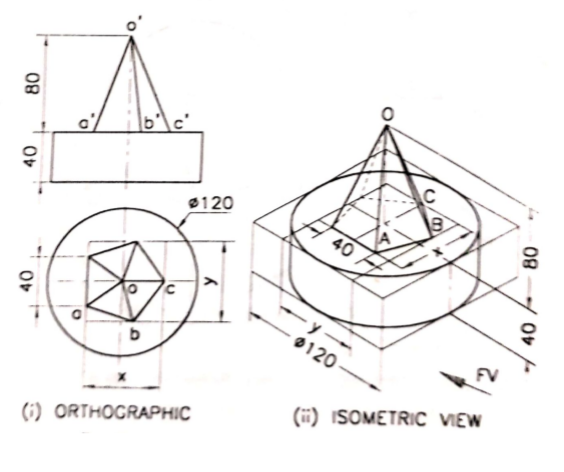 o'
80
a' b' c'
40
ø120
40
o
c
a
b
y
x
(i) ORTHOGRAPHIC
O
C
B
A
40
x
80
y
ø120
40
FV
(ii) ISOMETRIC VIEW